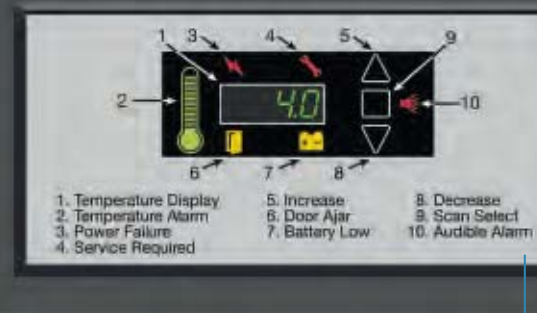 1 3 4 5 9
2 4.0 10
6 7 8
1. Temperature Display
2. Temperature Alarm
3. Power Failure
4. Service Required
5. Increase
6. Door Ajar
7. Battery Low
8. Decrease
9. Scan Select
10. Audible Alarm